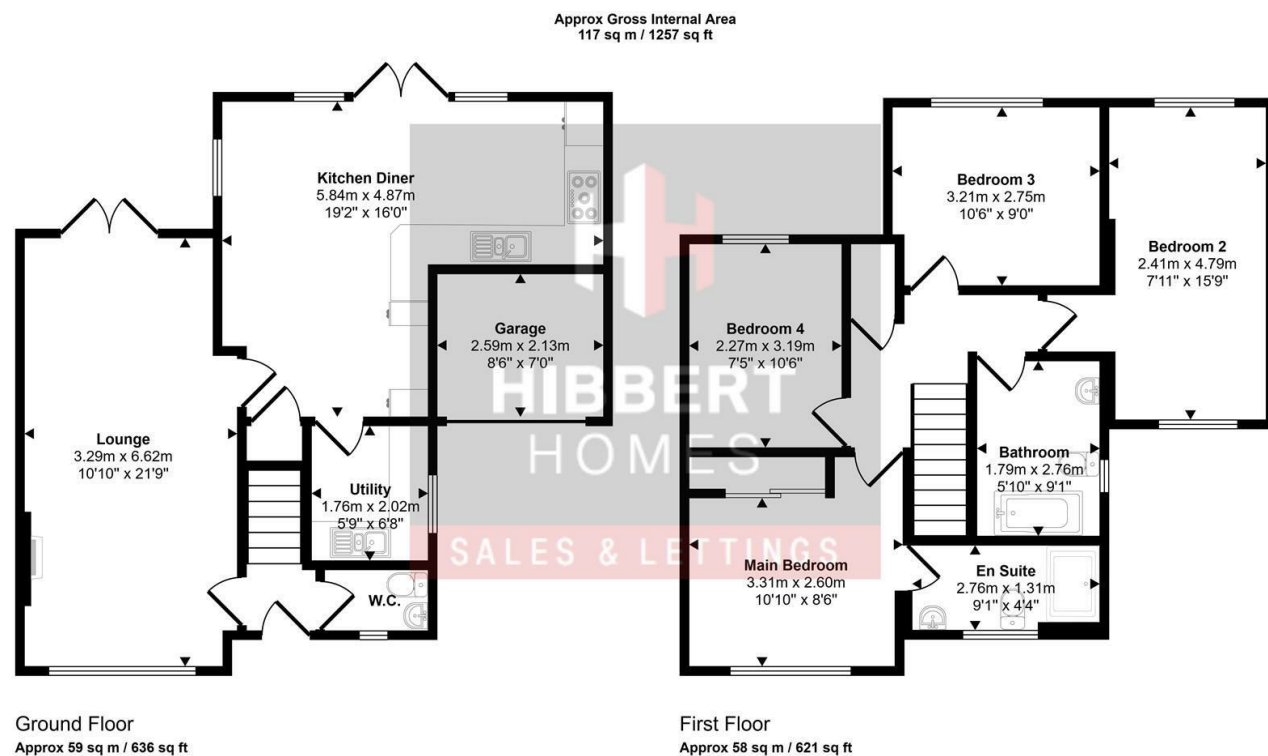 Approx Gross Internal Area
117 sq m / 1257 sq ft
Kitchen Diner
5.84m x 4.87m
19'2" x 16'0"
Garage
2.59m x 2.13m
8'6" x 7'0"
Lounge
3.29m x 6.62m
10'10" x 21'9"
Utility
1.76m x 2.02m
5'9" x 6'8"
W.C.
Bedroom 3
3.21m x 2.75m
10'6" x 9'0"
Bedroom 2
2.41m x 4.79m
7'11" x 15'9"
Bedroom 4
2.27m x 3.19m
7'5" x 10'6"
Bathroom
1.79m x 2.76m
5'10" x 9'1"
Main Bedroom
3.31m x 2.60m
10'10" x 8'6"
En Suite
2.76m x 1.31m
9'1" x 4'4"
HIBBERT
HOMES
SALES & LETTINGS
Ground Floor
Approx 59 sq m / 636 sq ft
First Floor
Approx 58 sq m / 621 sq ft